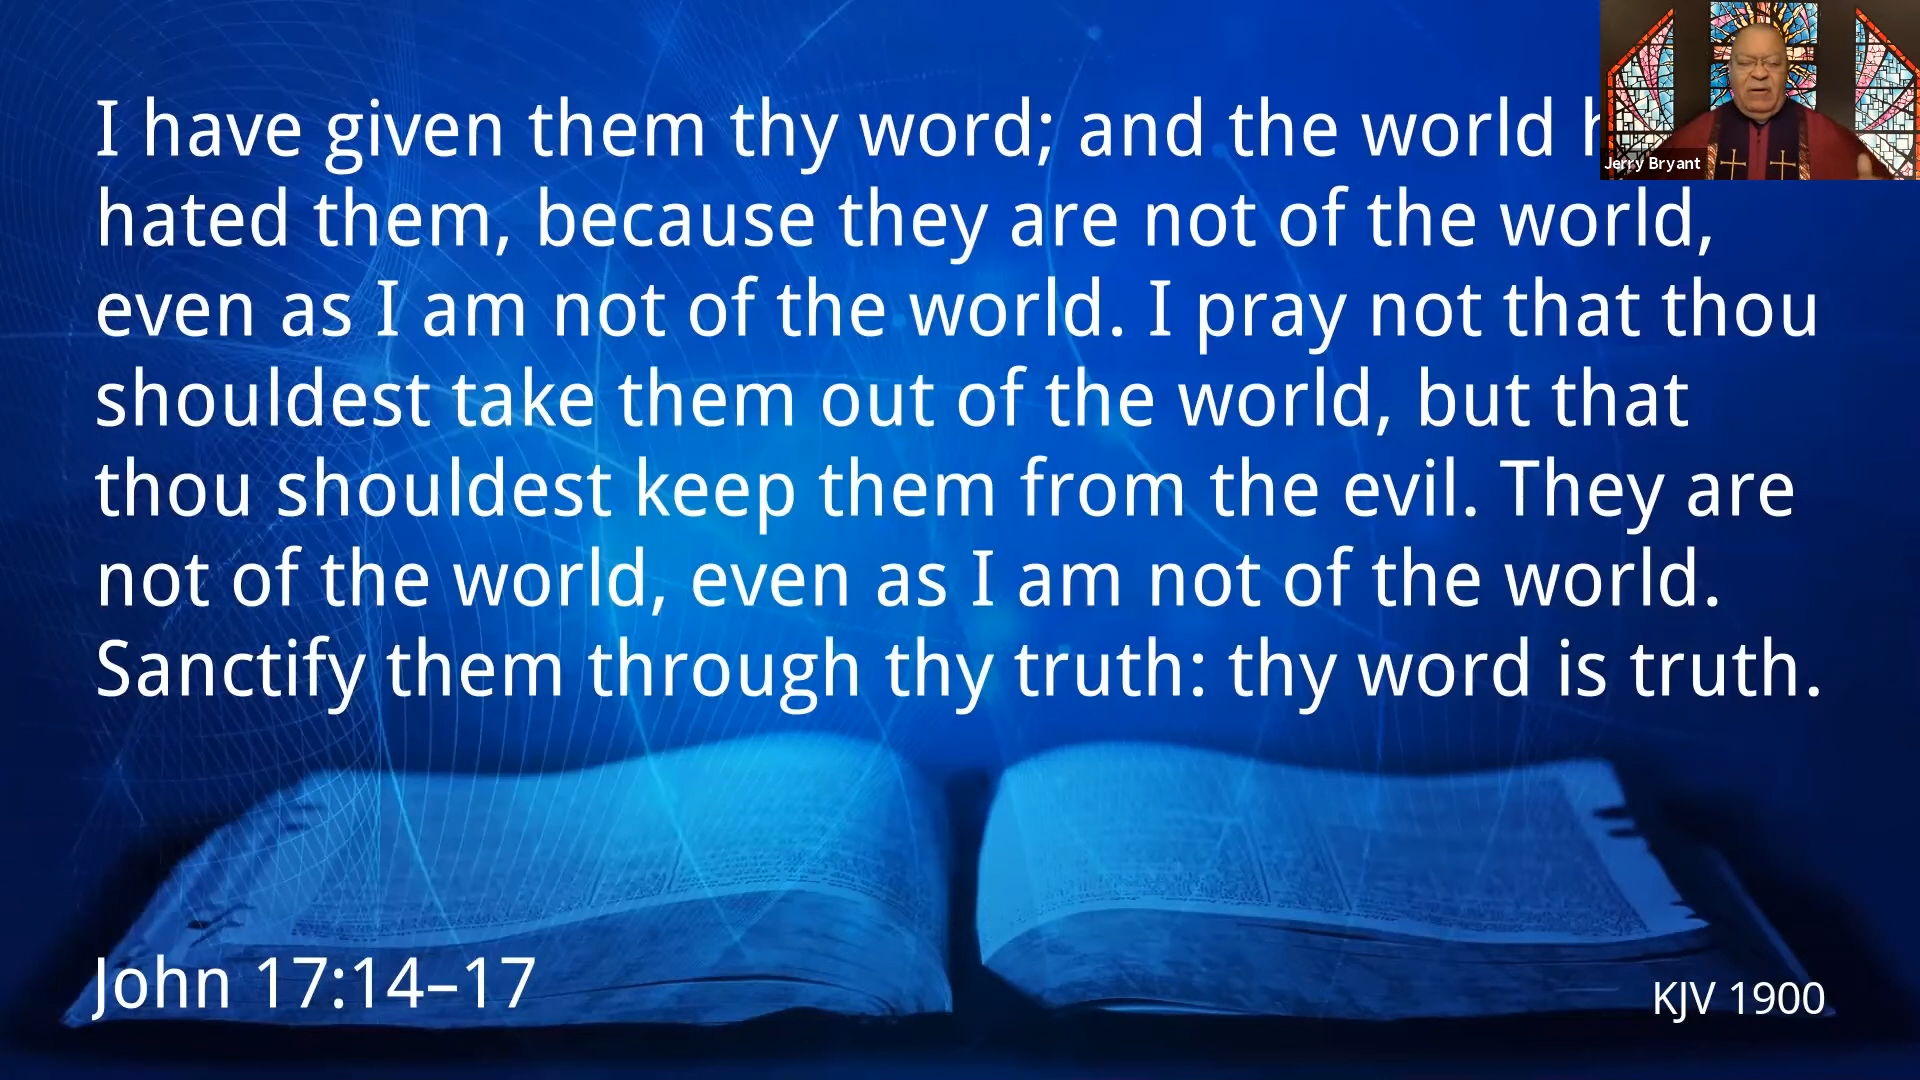 I have given them thy word; and the world
hated them, because they are not of the world,
even as I am not of the world. I pray not that thou
shouldest take them out of the world, but that
thou shouldest keep them from the evil. They are
not of the world, even as I am not of the world.
Sanctify them through thy truth: thy word is truth.
Jerry Bryant
John 17:14–17
KJV 1900